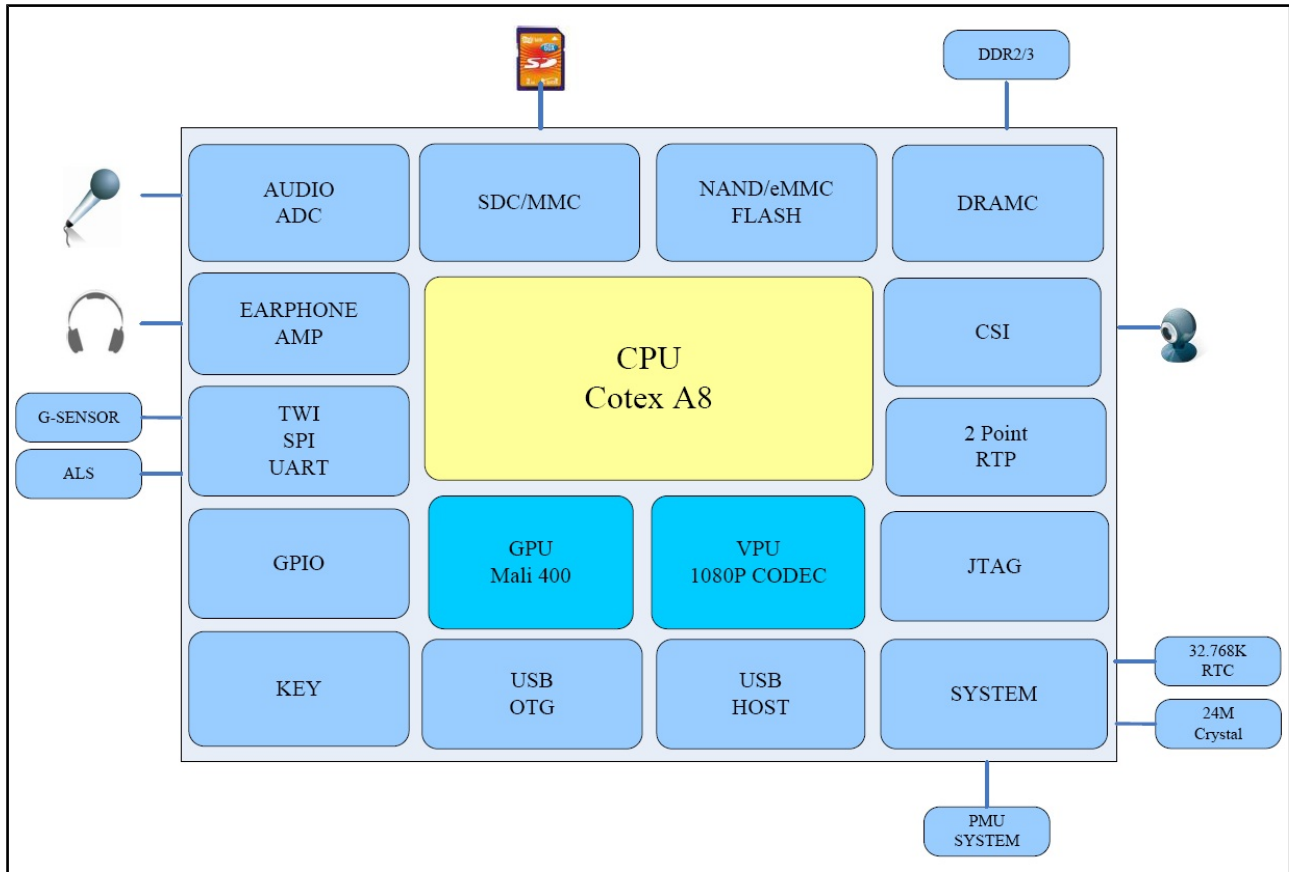 DDR2/3
AUDIO
ADC
SDC/MMC
NAND/eMMC
FLASH
DRAMC
EARPHONE
AMP
CPU
Cotex A8
CSI
G-SENSOR
ALS
TWI
SPI
UART
2 Point
RTP
GPIO
GPU
Mali 400
VPU
1080P CODEC
JTAG
KEY
USB
OTG
USB
HOST
SYSTEM
32.768K
RTC
24M
Crystal
PMU
SYSTEM